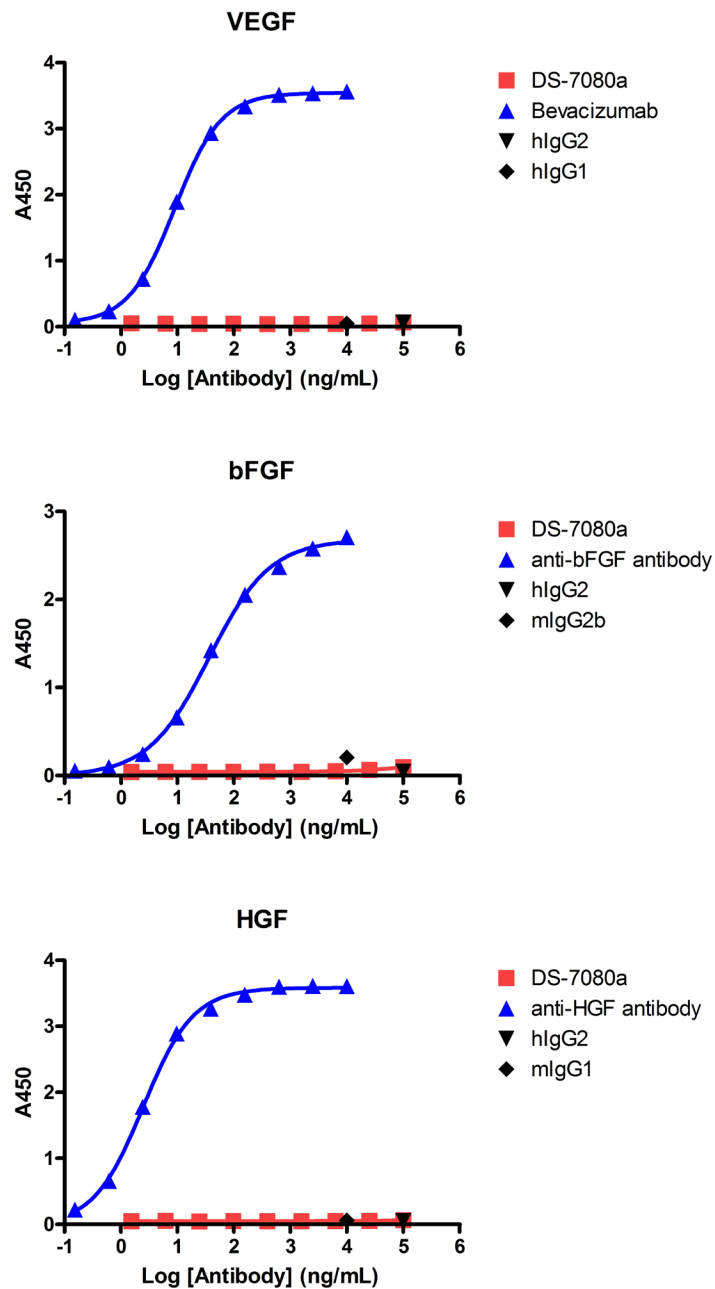 VEGF
4
3
2
1
0
A450
-1 0 1 2 3 4 5 6
Log [Antibody] (ng/mL)
DS-7080a
Bevacizumab
hIgG2
hIgG1
bFGF
3
2
1
0
A450
-1 0 1 2 3 4 5 6
Log [Antibody] (ng/mL)
DS-7080a
anti-bFGF antibody
hIgG2
mIgG2b
HGF
4
3
2
1
0
A450
-1 0 1 2 3 4 5 6
Log [Antibody] (ng/mL)
DS-7080a
anti-HGF antibody
hIgG2
mIgG1